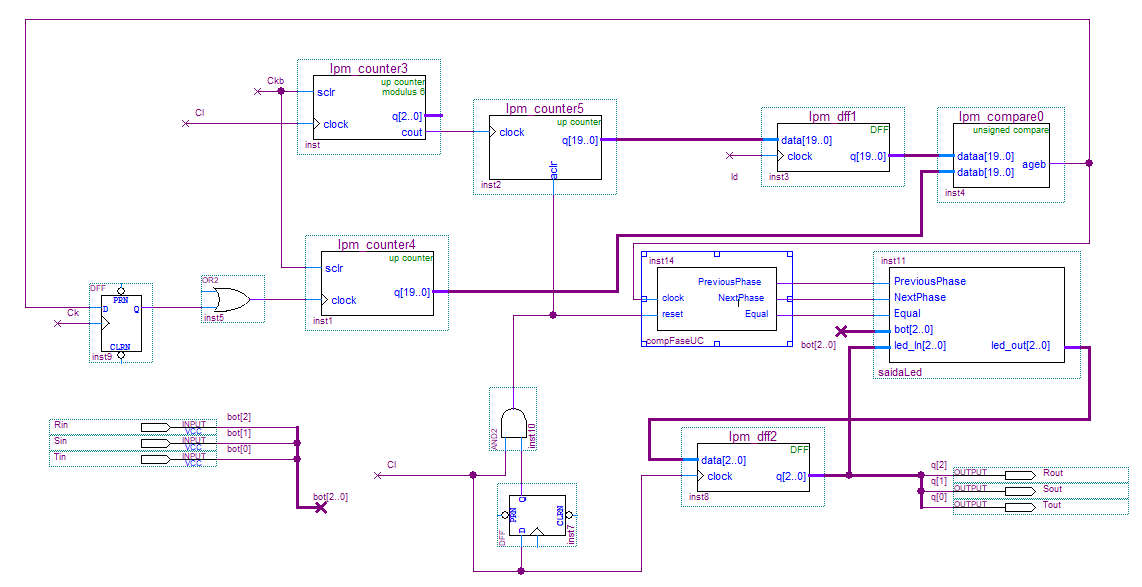 lpm_counter3
up counter
modulus 6
Ckb
sclr
q[2..0]
cout
clock
inst
Cl
lpm_counter5
up counter
clock
q[19..0]
aclr
inst2
lpm_dff1
DFF
data[19..0]
clock
q[19..0]
ld
inst3
lpm_compare0
unsigned compare
dataa[19..0]
datab[19..0]
ageb
inst4
lpm_counter4
up counter
sclr
q[19..0]
clock
inst1
inst14
PreviousPhase
NextPhase
Equal
clock
reset
compFaseUC
inst11
PreviousPhase
NextPhase
Equal
bot[2..0]
led_In[2..0]
led_out[2..0]
saidaLed
bot[2..0]
DFF
PRN
D
Q
CLRN
inst9
Ck
OR2
inst5
Rin
INPUT
VCC
bot[2]
Sin
INPUT
VCC
bot[1]
Tin
INPUT
VCC
bot[0]
bot[2..0]
AND2
inst10
Cl
DFF
PRN
Q
D
CLRN
inst7
lpm_dff2
DFF
data[2..0]
clock
q[2..0]
inst8
q[2]
OUTPUT
Rout
q[1]
OUTPUT
Sout
q[0]
OUTPUT
Tout